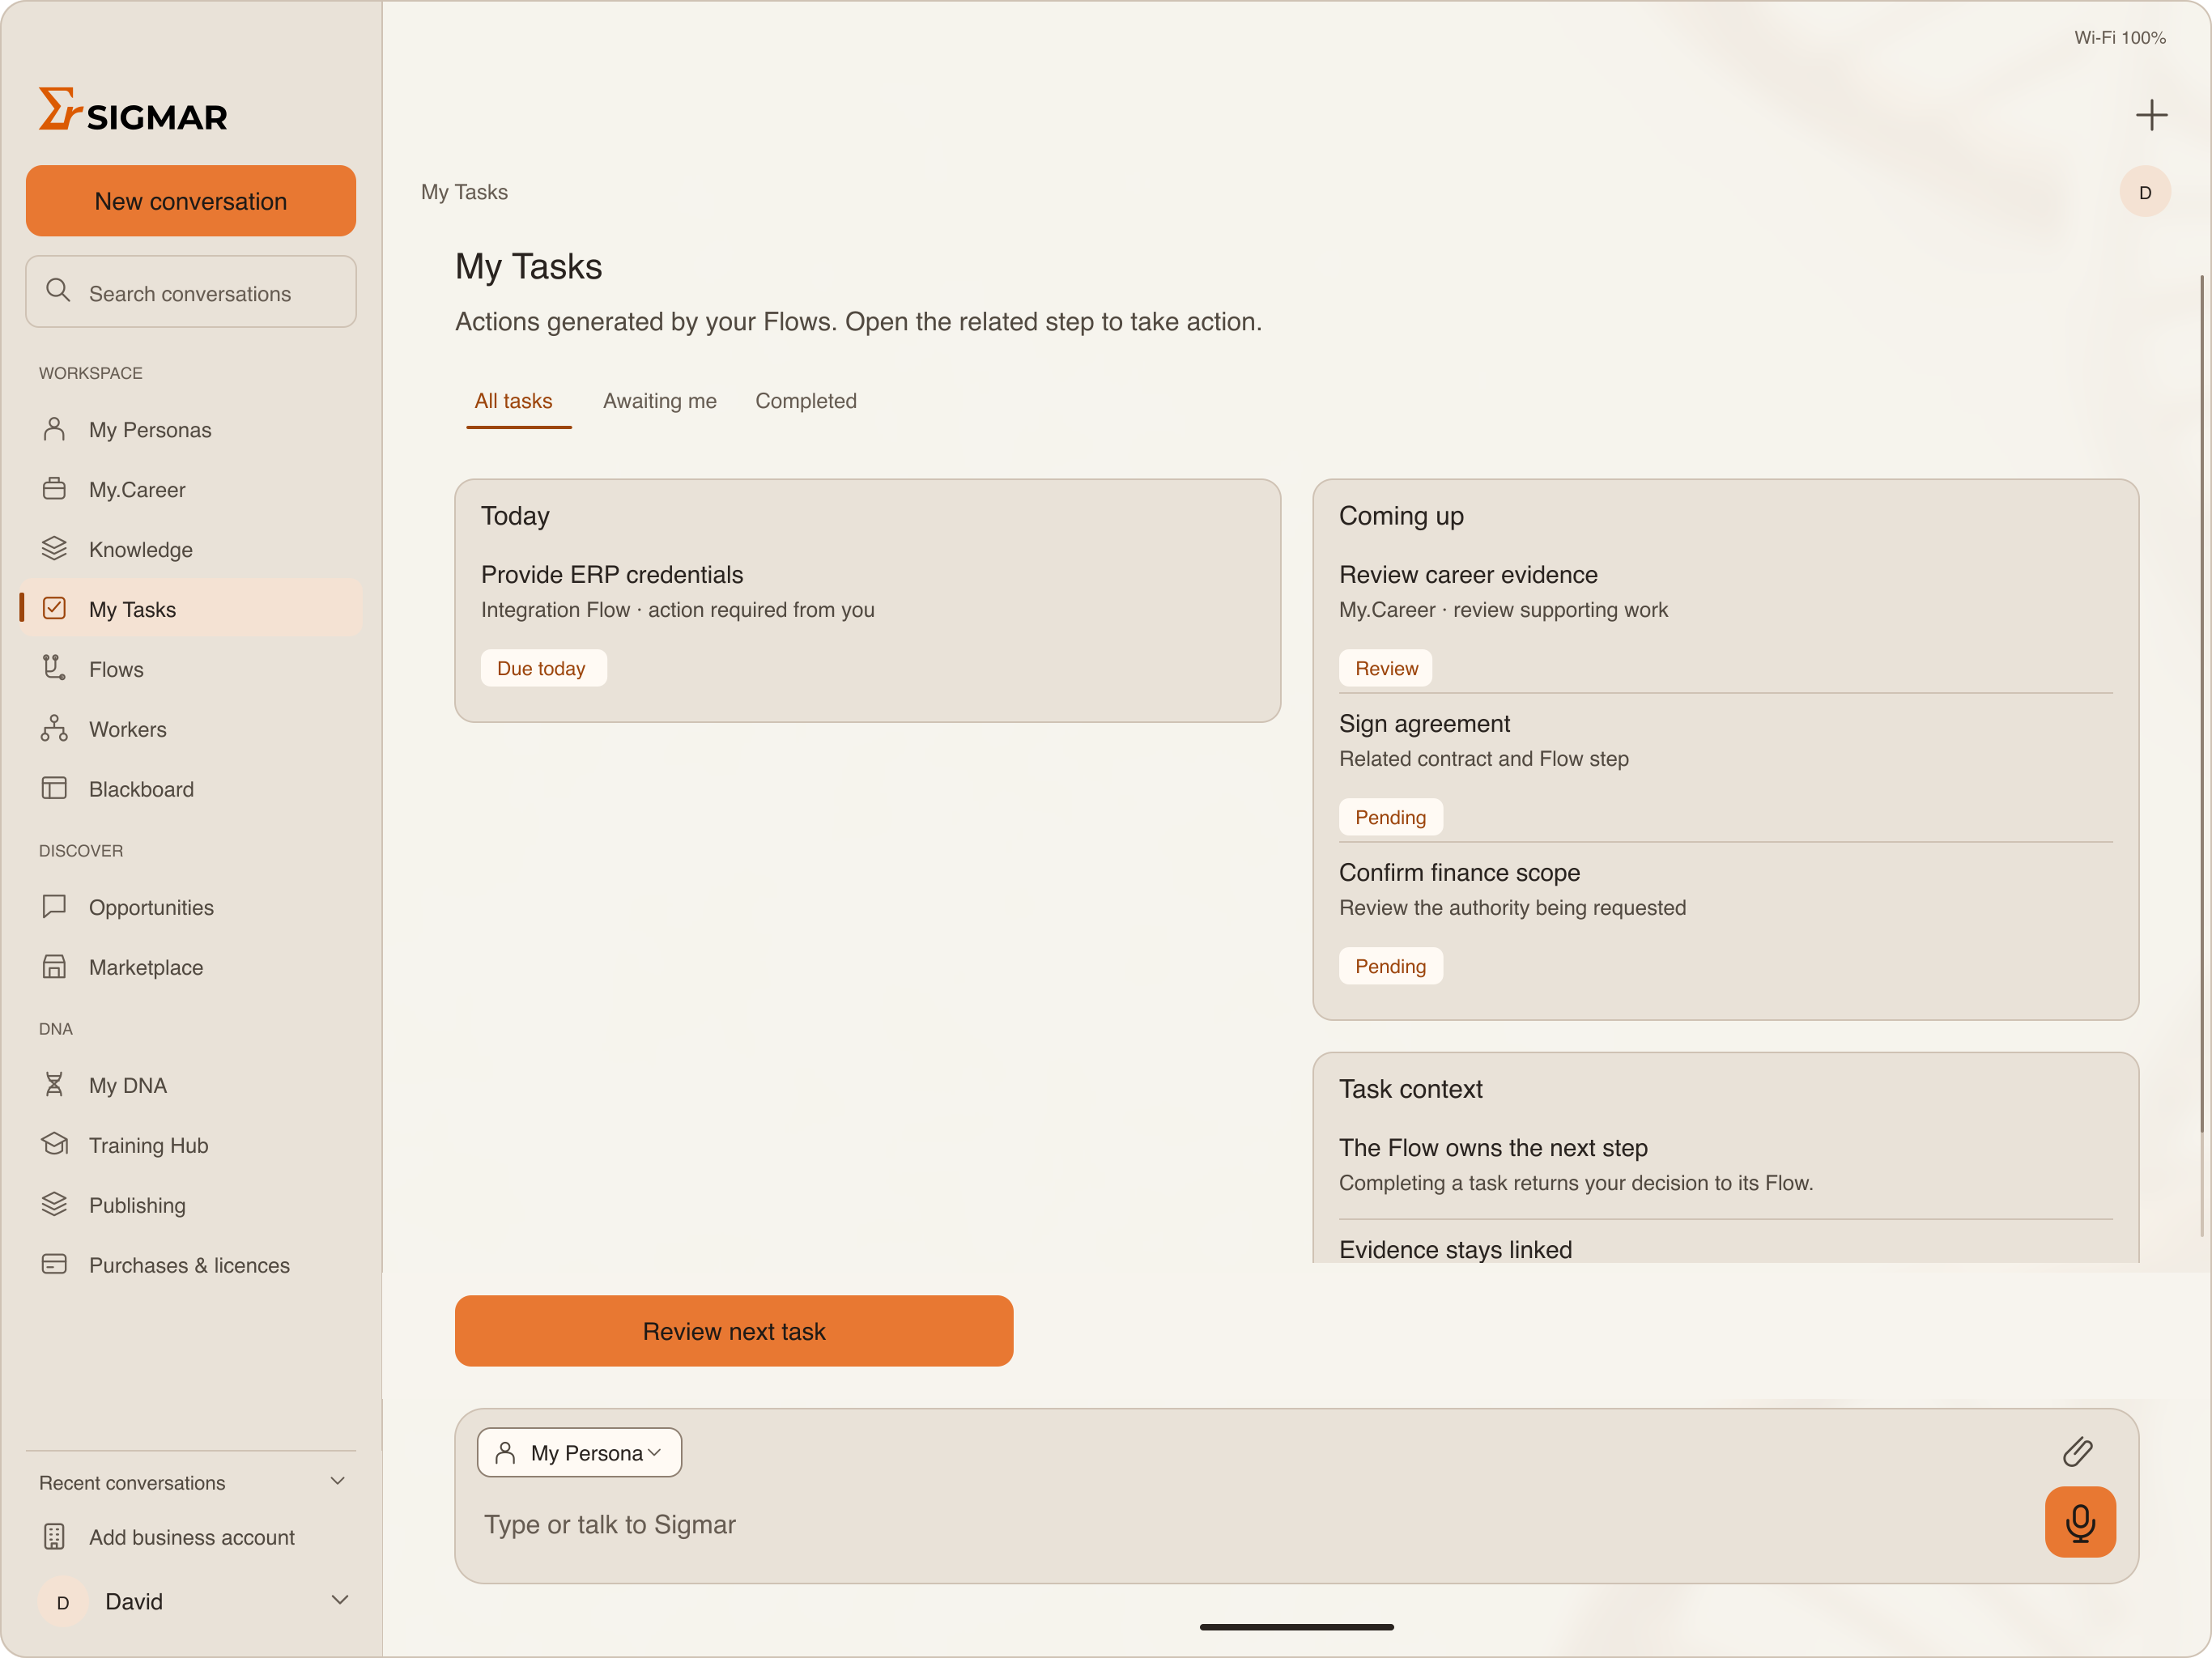 Wi-Fi 100%
SIGMAR
New conversation
Search conversations
WORKSPACE
My Personas
My.Career
Knowledge
My Tasks
Flows
Workers
Blackboard
DISCOVER
Opportunities
Marketplace
DNA
My DNA
Training Hub
Publishing
Purchases & licences
Recent conversations
Add business account
D
David
My Tasks
D
My Tasks
Actions generated by your Flows. Open the related step to take action.
All tasks
Awaiting me
Completed
Today
Provide ERP credentials
Integration Flow · action required from you
Due today
Coming up
Review career evidence
My.Career · review supporting work
Review
Sign agreement
Related contract and Flow step
Pending
Confirm finance scope
Review the authority being requested
Pending
Task context
The Flow owns the next step
Completing a task returns your decision to its Flow.
Evidence stays linked
Review next task
My Persona
Type or talk to Sigmar